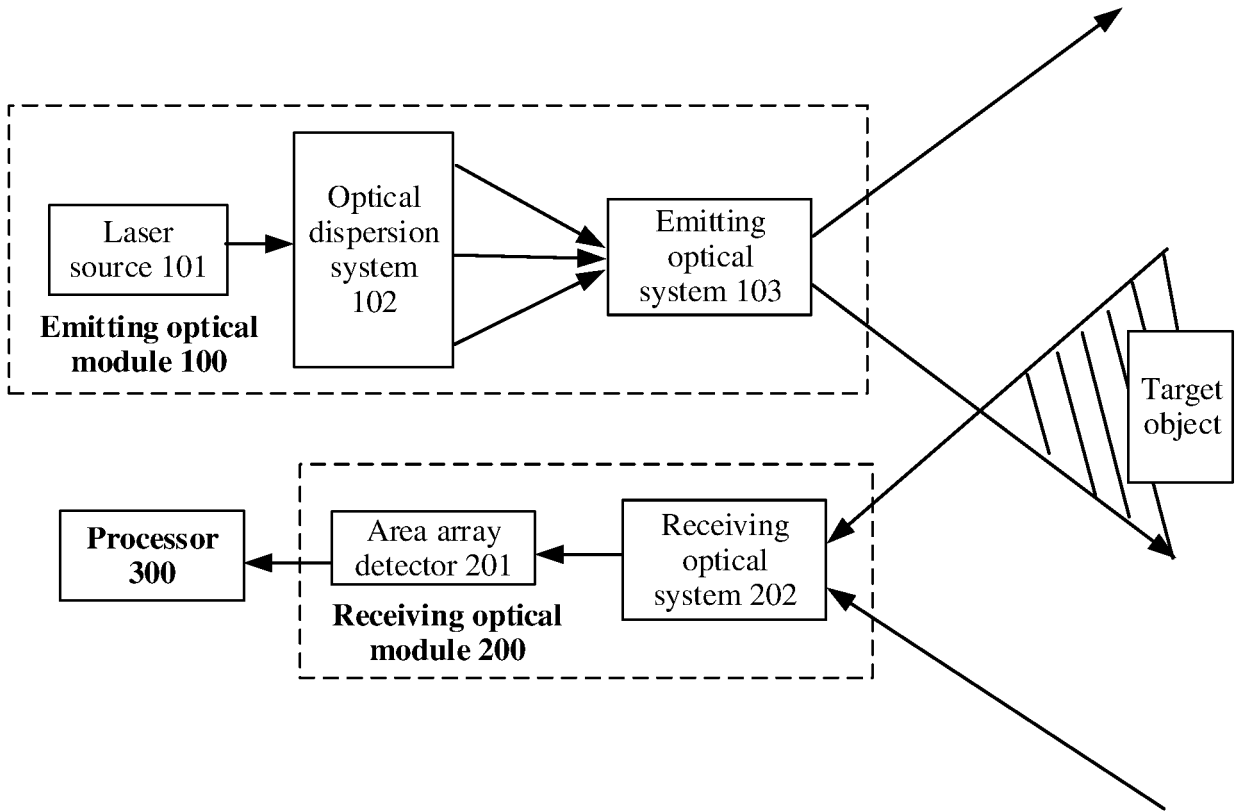 Laser
source 101
Optical
dispersion
system
102
Emitting
optical
system 103
Emitting optical
module 100
Target
object
Processor
300
Area array
detector 201
Receiving
optical
system 202
Receiving optical
module 200